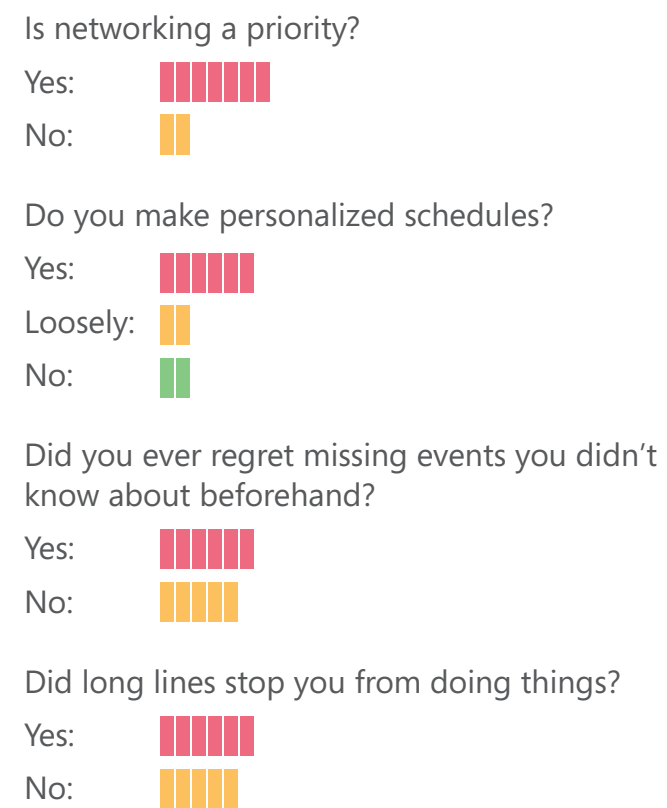 Is networking a priority?
Yes:
No:
Do you make personalized schedules?
Yes:
Loosely:
No:
Did you ever regret missing events you didn’t
know about beforehand?
Yes:
No:
Did long lines stop you from doing things?
Yes:
No: